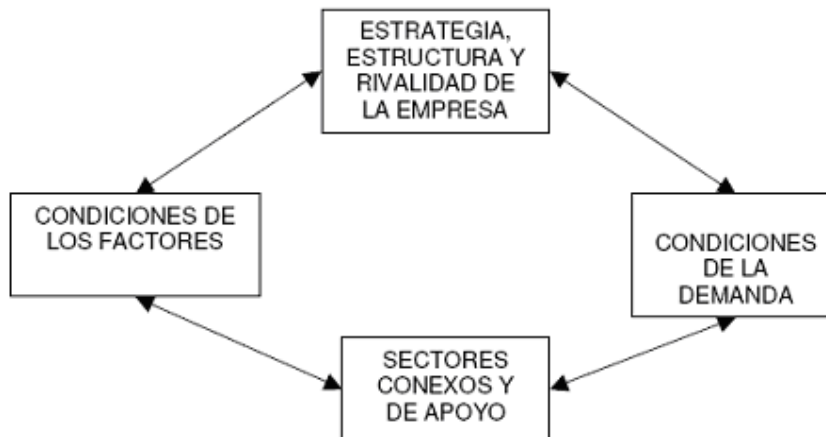 ESTRATEGIA,
ESTRUCTURA Y
RIVALIDAD DE
LA EMPRESA
CONDICIONES DE
LOS FACTORES
CONDICIONES
DE LA
DEMANDA
SECTORES
CONEXOS Y
DE APOYO